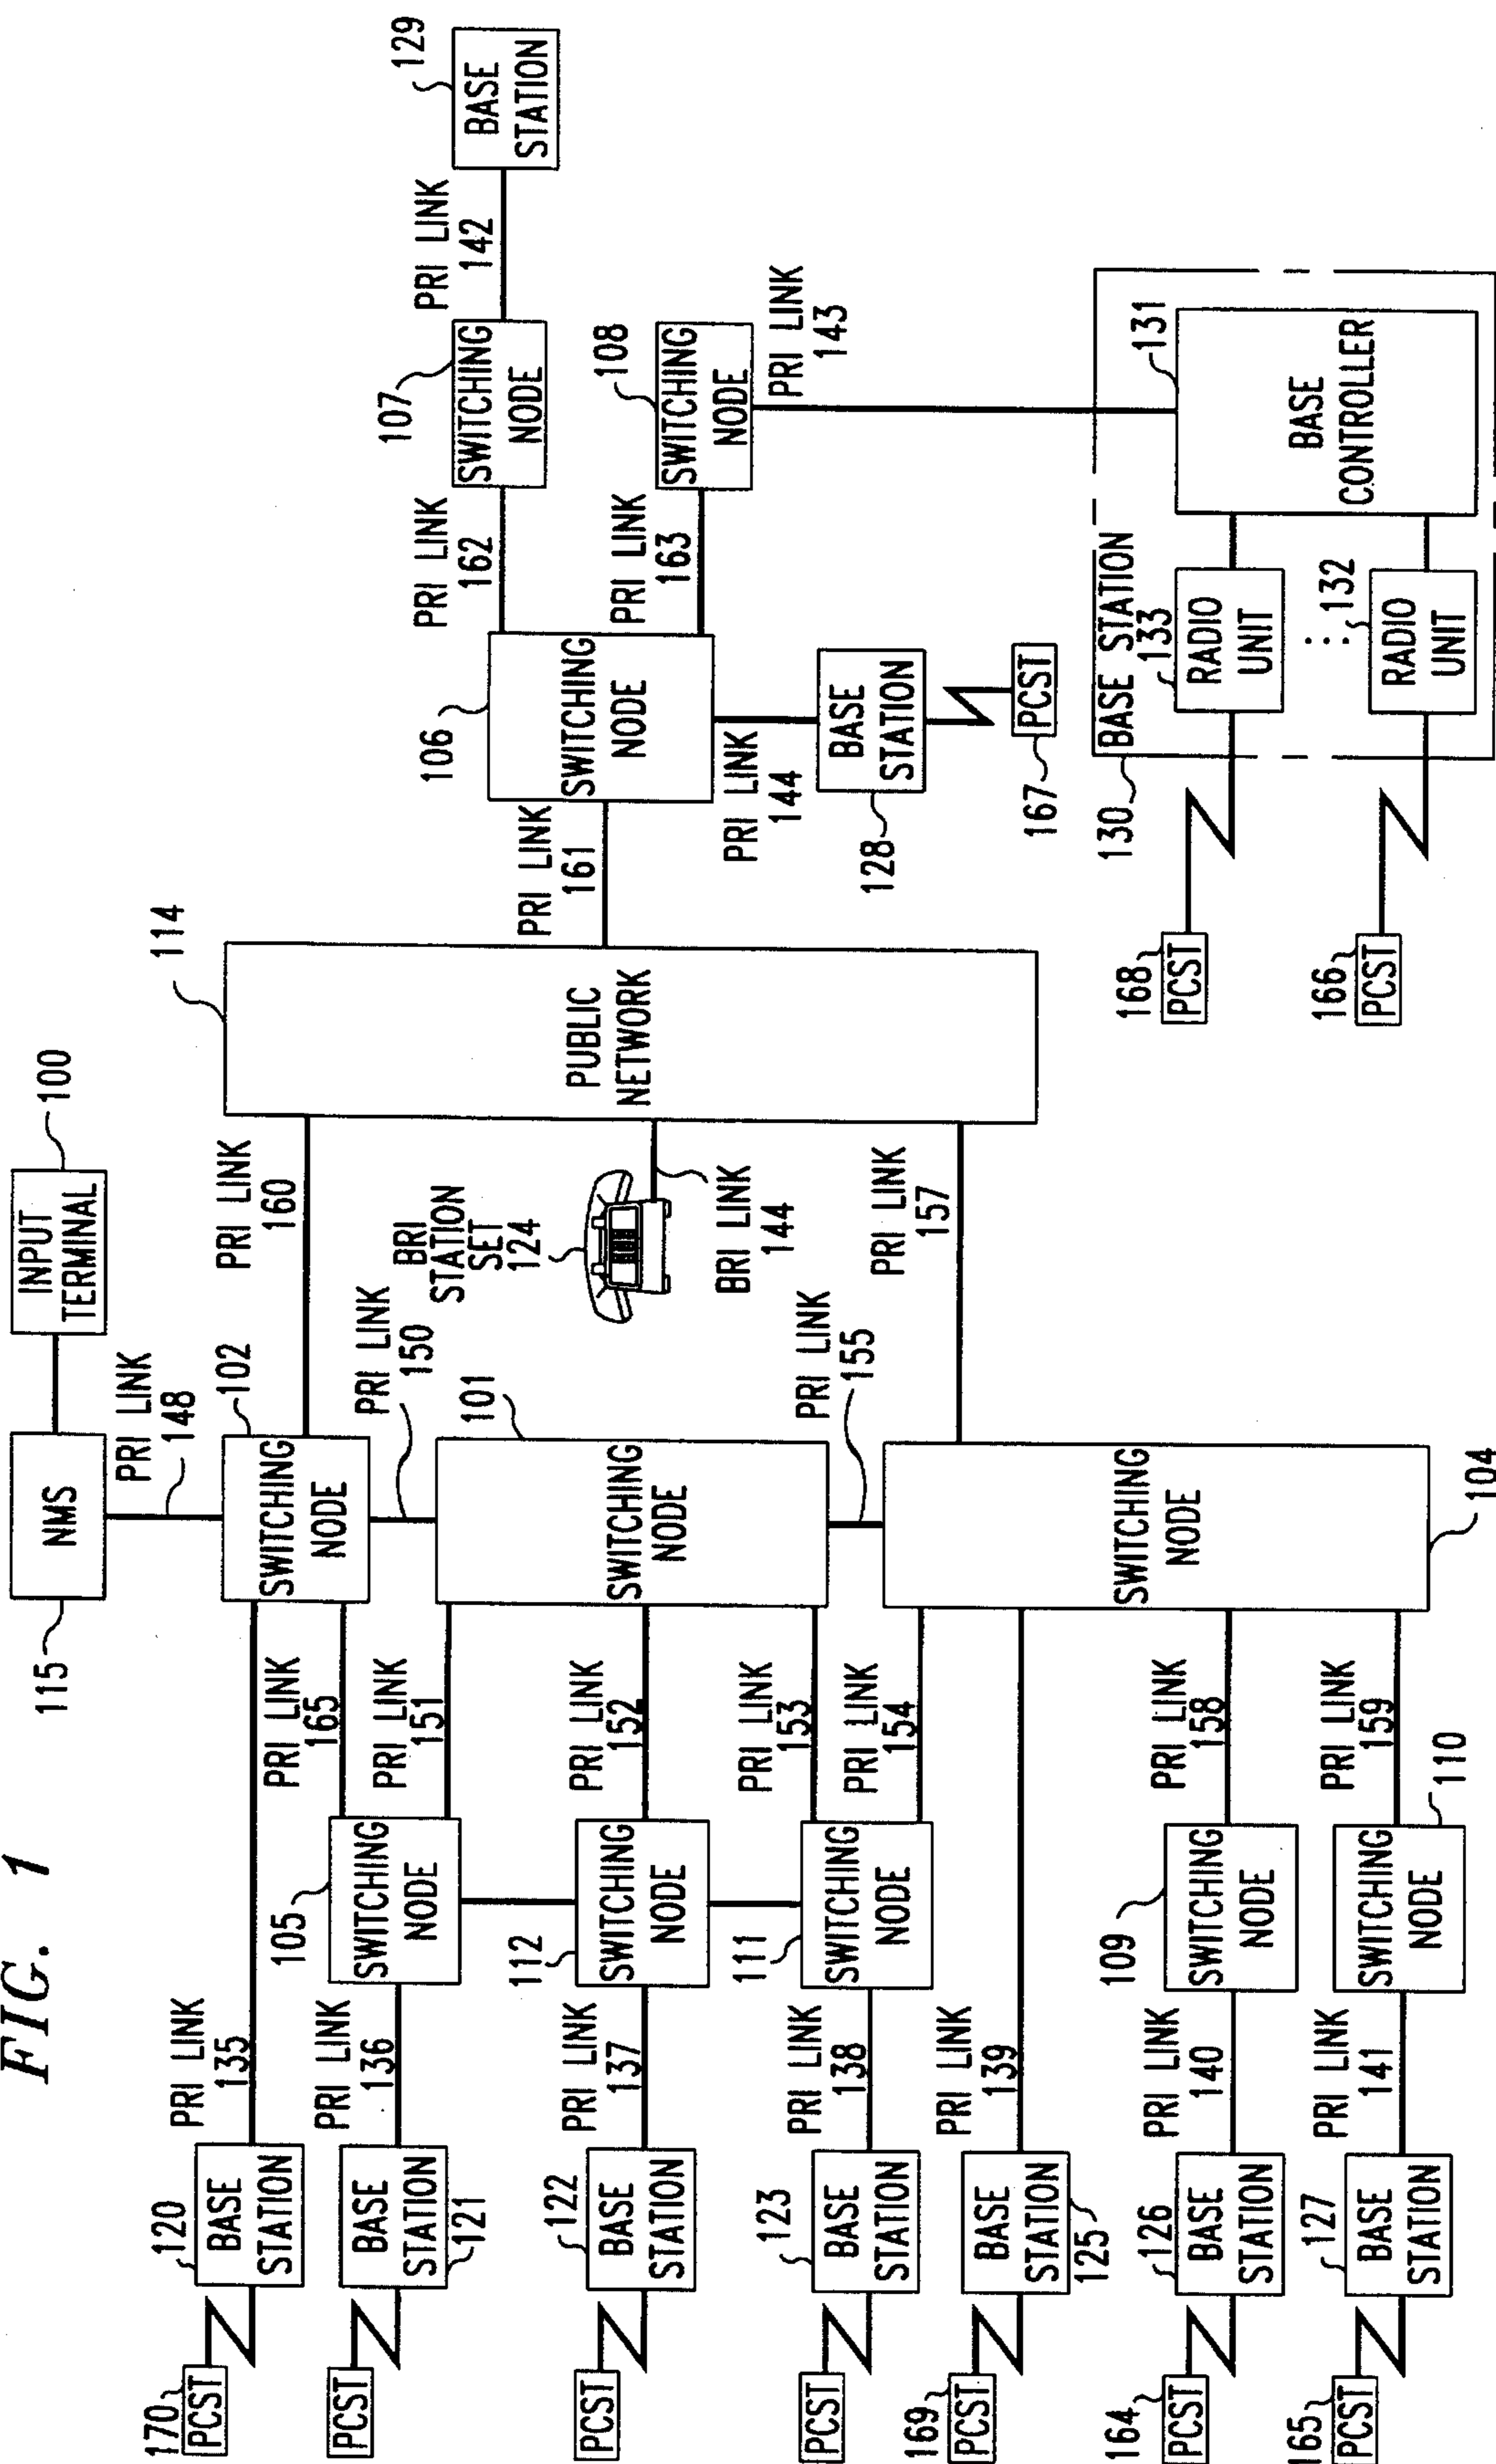 FIG. 1
115
NMS
INPUT
TERMINAL
100
PRI LINK
148
102
SWITCHING
NODE
PRI LINK
160
114
PUBLIC
NETWORK
170
PCST
120
BASE
STATION
PRI LINK
135
PRI LINK
165
PCST
BASE
STATION
121
PRI LINK
136
105
SWITCHING
NODE
PRI LINK
151
PRI LINK
150
101
SWITCHING
NODE
BRI
STATION
SET
124
BRI LINK
144
PCST
122
BASE
STATION
PRI LINK
137
112
SWITCHING
NODE
PRI LINK
152
PCST
123
BASE
STATION
PRI LINK
138
111
SWITCHING
NODE
PRI LINK
153
PRI LINK
154
PRI LINK
155
PRI LINK
157
169
PCST
BASE
STATION
125
PRI LINK
139
SWITCHING
NODE
104
164
PCST
126
BASE
STATION
PRI LINK
140
109
SWITCHING
NODE
PRI LINK
158
165
PCST
127
BASE
STATION
PRI LINK
141
SWITCHING
NODE
110
PRI LINK
159
PRI LINK
161
106
SWITCHING
NODE
PRI LINK
162
107
SWITCHING
NODE
PRI LINK
142
129
BASE
STATION
PRI LINK
163
108
SWITCHING
NODE
PRI LINK
143
PRI LINK
144
128
BASE
STATION
167
PCST
130
BASE STATION
168
PCST
133
RADIO
UNIT
131
BASE
CONTROLLER
166
PCST
132
RADIO
UNIT